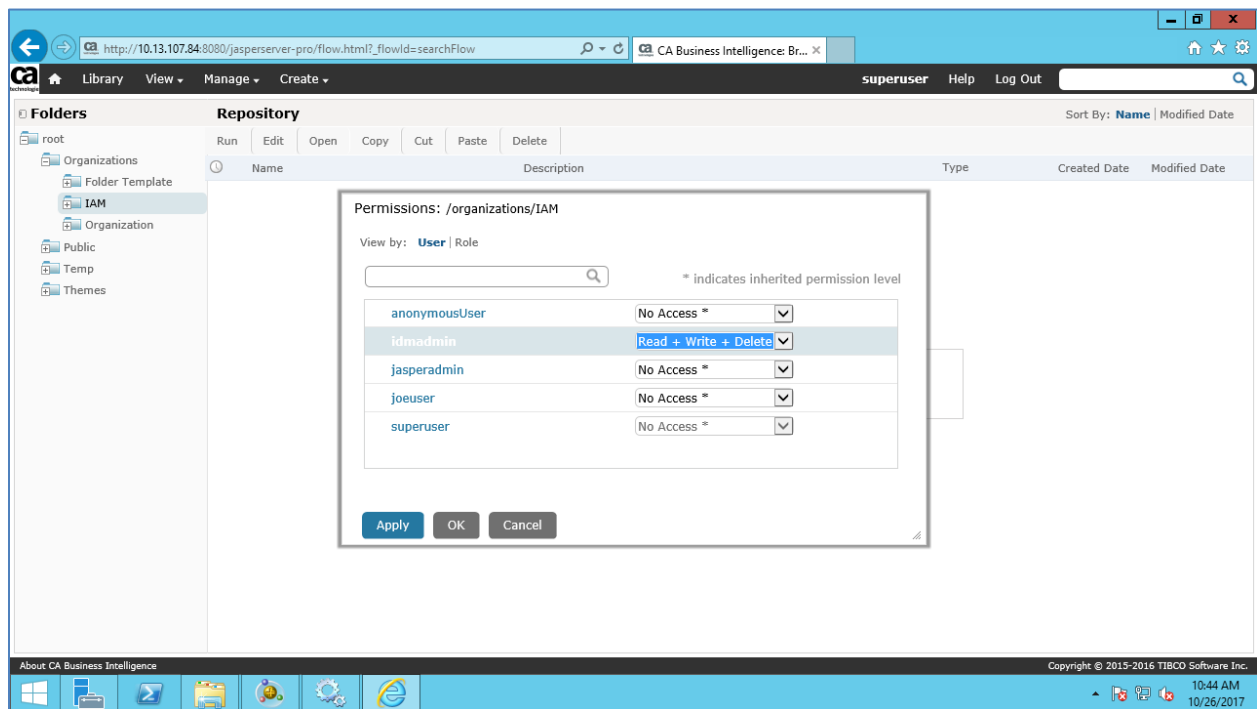 http://10.13.107.84:8080/jasperserver-pro/flow.html?_flowId=searchFlow
CA Business Intelligence: Br...
ca
Library View Manage Create superuser Help Log Out
Folders
root
Organizations
Folder Template
IAM
Organization
Public
Temp
Themes
Repository
Sort By: Name | Modified Date
Run Edit Open Copy Cut Paste Delete
Name Description Type Created Date Modified Date
Permissions: /organizations/IAM
View by: User | Role
* indicates inherited permission level
anonymousUser No Access *
idmadmin Read + Write + Delete
jasperadmin No Access *
joeuser No Access *
superuser No Access *
Apply OK Cancel
About CA Business Intelligence
Copyright © 2015-2016 TIBCO Software Inc.
10:44 AM
10/26/2017